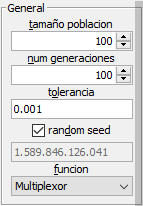 General
tamaño poblacion
100
num generaciones
100
tolerancia
0.001
random seed
1.589.846.126.041
funcion
Multiplexor